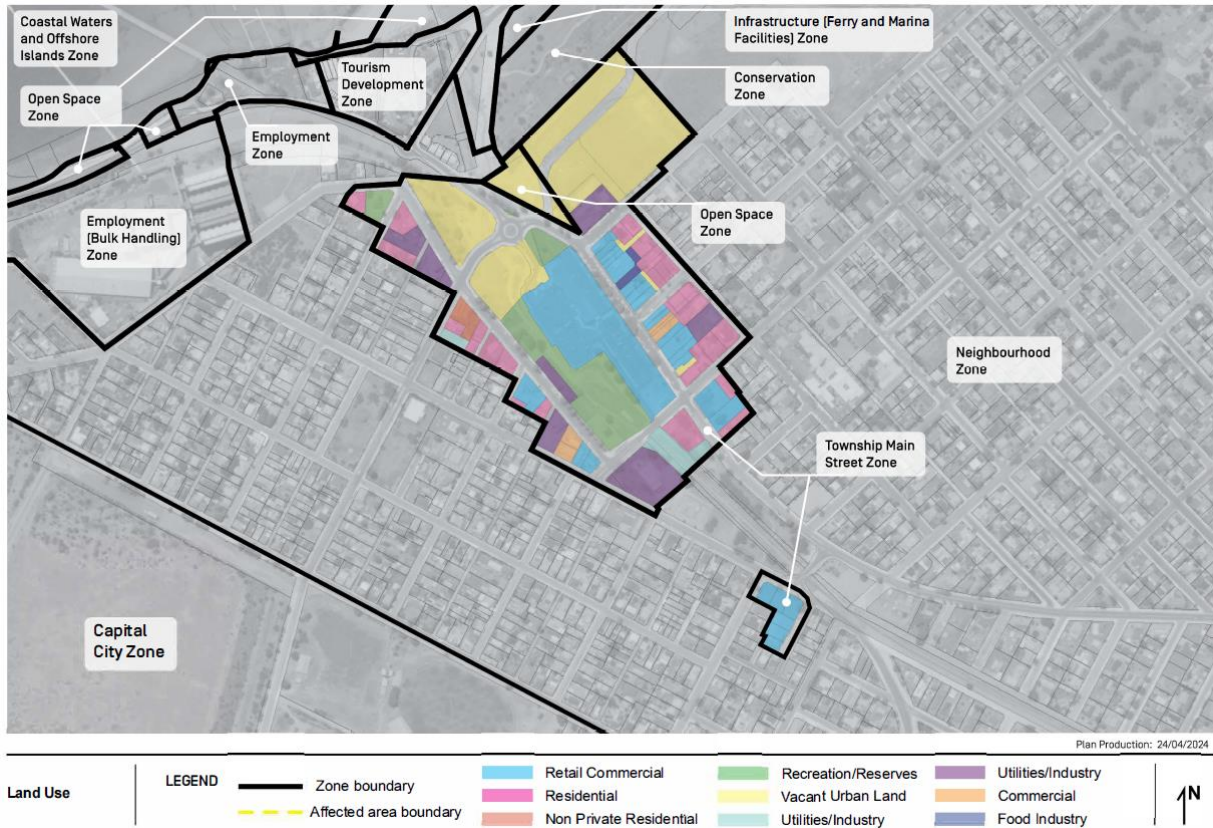 Coastal Waters
and Offshore
Islands Zone
Open Space
Zone
Tourism
Development
Zone
Employment
Zone
Employment
(Bulk Handling)
Zone
Infrastructure (Ferry and Marina
Facilities) Zone
Conservation
Zone
Open Space
Zone
Neighbourhood
Zone
Township Main
Street Zone
Capital
City Zone
Plan Production: 24/04/2024
Land Use
LEGEND
Zone boundary
Affected area boundary
Retail Commercial
Residential
Non Private Residential
Recreation/Reserves
Vacant Urban Land
Utilities/Industry
Utilities/Industry
Commercial
Food Industry
N